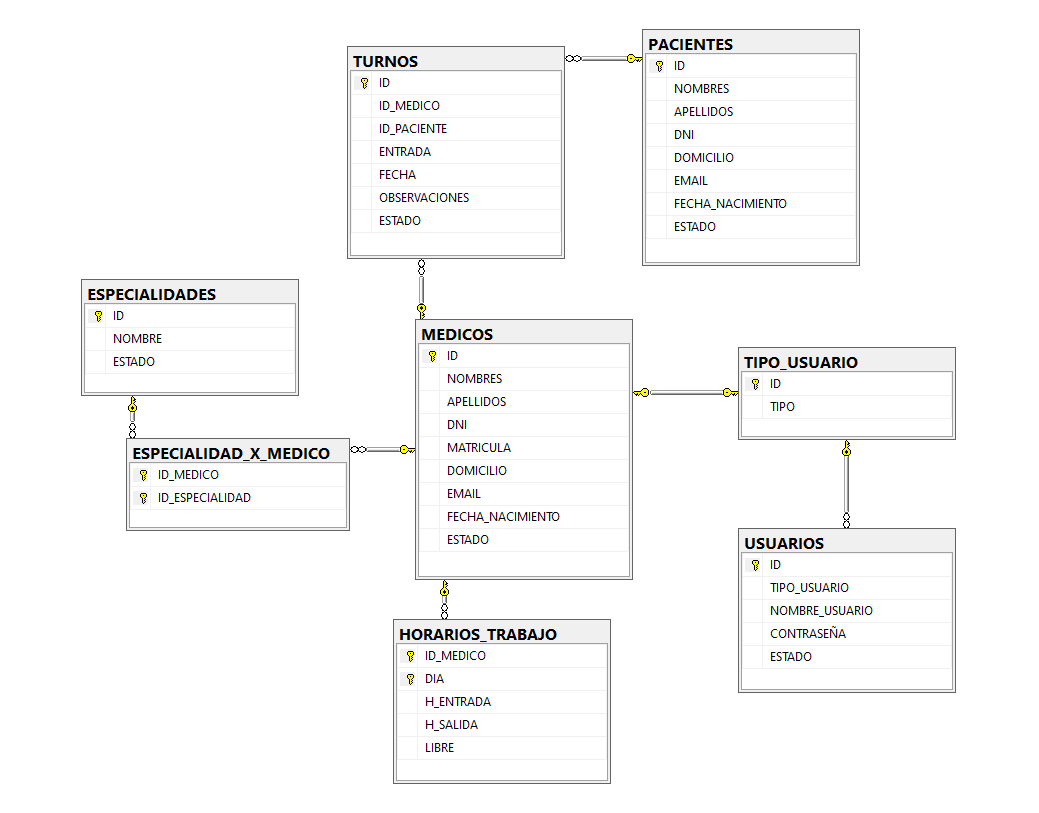 TURNOS
ID
ID_MEDICO
ID_PACIENTE
ENTRADA
FECHA
OBSERVACIONES
ESTADO
PACIENTES
ID
NOMBRES
APELLIDOS
DNI
DOMICILIO
EMAIL
FECHA_NACIMIENTO
ESTADO
ESPECIALIDADES
ID
NOMBRE
ESTADO
MEDICOS
ID
NOMBRES
APELLIDOS
DNI
MATRICULA
DOMICILIO
EMAIL
FECHA_NACIMIENTO
ESTADO
TIPO_USUARIO
ID
TIPO
ESPECIALIDAD_X_MEDICO
ID_MEDICO
ID_ESPECIALIDAD
USUARIOS
ID
TIPO_USUARIO
NOMBRE_USUARIO
CONTRASEÑA
ESTADO
HORARIOS_TRABAJO
ID_MEDICO
DIA
H_ENTRADA
H_SALIDA
LIBRE